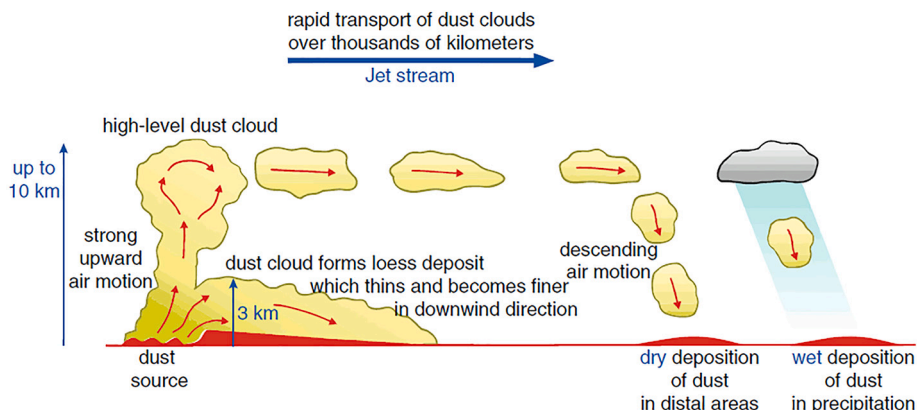 rapid transport of dust clouds
over thousands of kilometers
Jet stream
high-level dust cloud
up to
10 km
strong
upward
air motion
dust cloud forms loess deposit
which thins and becomes finer
in downwind direction
3 km
descending
air motion
dust
source
dry deposition
of dust
in distal areas
wet deposition
of dust
in precipitation